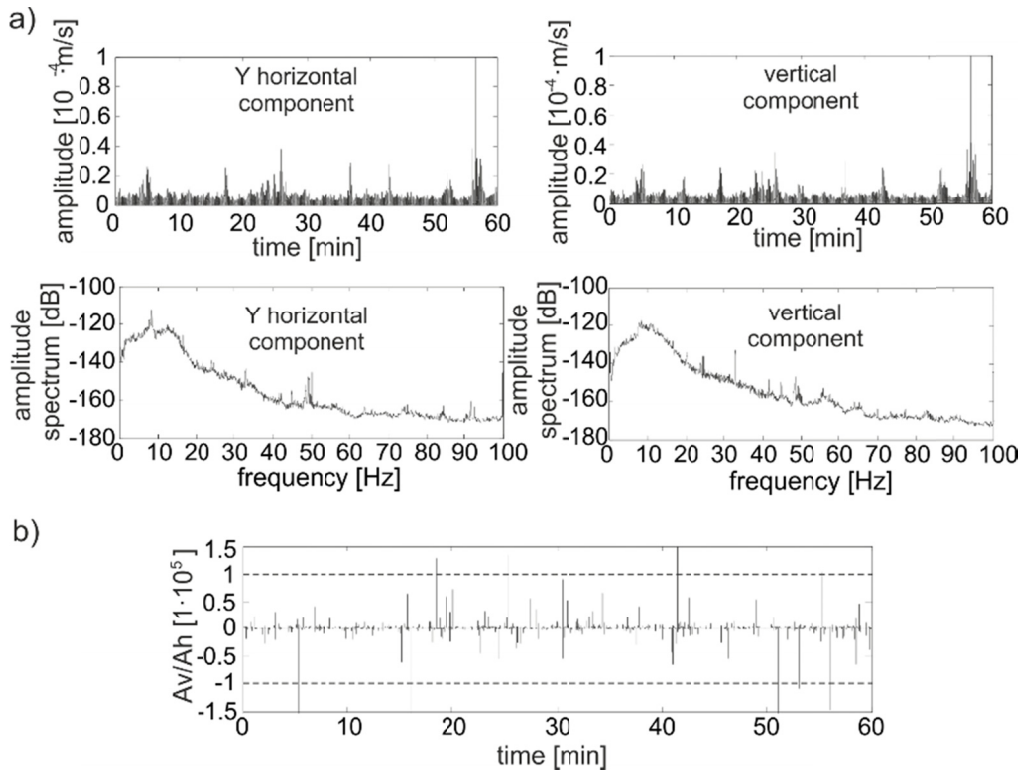 a)
amplitude [10⁻⁴·m/s]
1
0.8
0.6
0.4
0.2
0
Y horizontal
component
0 10 20 30 40 50 60
time [min]
amplitude [10⁻⁴·m/s]
1
0.8
0.6
0.4
0.2
0
vertical
component
0 10 20 30 40 50 60
time [min]
amplitude
spectrum [dB]
-100
-120
-140
-160
-180
Y horizontal
component
0 10 20 30 40 50 60 70 80 90 100
frequency [Hz]
amplitude
spectrum [dB]
-100
-120
-140
-160
-180
vertical
component
0 10 20 30 40 50 60 70 80 90 100
frequency [Hz]
b)
Av/Ah [1·10⁵]
1.5
1
0.5
0
-0.5
-1
-1.5
0 10 20 30 40 50 60
time [min]